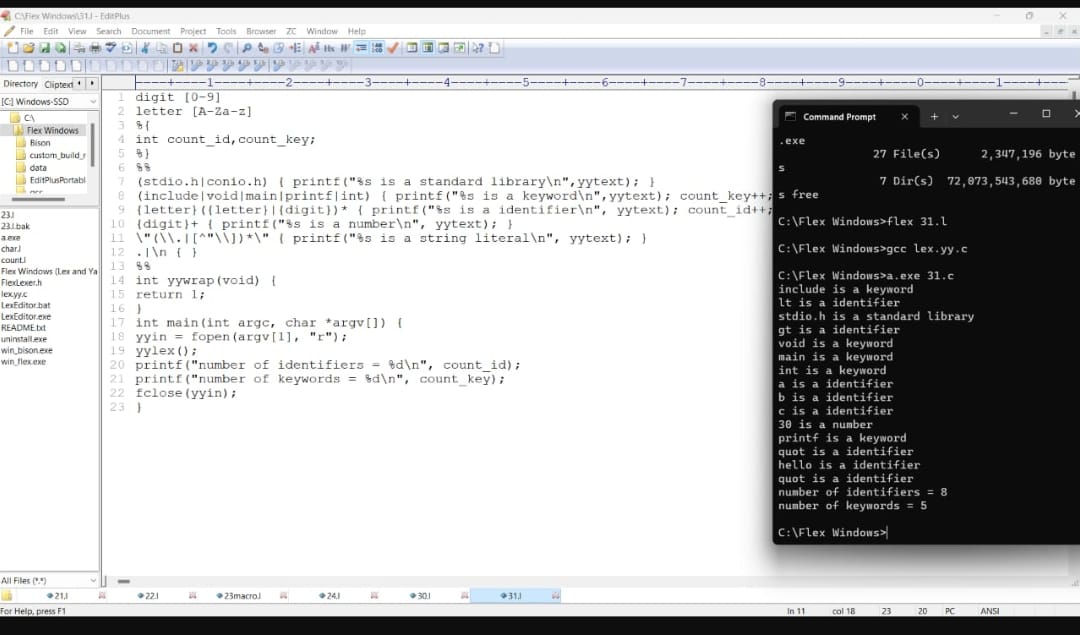 C:\Flex Windows\31.l - EditPlus
File Edit View Search Document Project Tools Browser ZC Window Help
Directory Cliptext
[C:] Windows-SSD
C:\
Flex Windows
Bison
custom_build_r
data
EditPlusPortabl
23.l
23.l.bak
a.exe
char.l
count.l
Flex Windows (Lex and Ya
FlexLexer.h
lex.yy.c
LexEditor.bat
LexEditor.exe
README.txt
uninstall.exe
win_bison.exe
win_flex.exe
All Files (*.*)
----+----1----+----2----+----3----+----4----+----5----+----6----+----7----+----8----+----9----+----0----+----1----+--
1 digit [0-9]
2 letter [A-Za-z]
3 %{
4 int count_id,count_key;
5 %}
6 %%
7 (stdio.h|conio.h) { printf("%s is a standard library\n",yytext); }
8 (include|void|main|printf|int) { printf("%s is a keyword\n",yytext); count_key++;
9 {letter}({letter}|{digit})* { printf("%s is a identifier\n", yytext); count_id++;
10 {digit}+ { printf("%s is a number\n", yytext); }
11 \"(\\.|[^"\\])*\" { printf("%s is a string literal\n", yytext); }
12 .|\n { }
13 %%
14 int yywrap(void) {
15 return 1;
16 }
17 int main(int argc, char *argv[]) {
18 yyin = fopen(argv[1], "r");
19 yylex();
20 printf("number of identifiers = %d\n", count_id);
21 printf("number of keywords = %d\n", count_key);
22 fclose(yyin);
23 }
Command Prompt
.exe
27 File(s) 2,347,196 byte
s
7 Dir(s) 72,073,543,680 byte
s free
C:\Flex Windows>flex 31.l
C:\Flex Windows>gcc lex.yy.c
C:\Flex Windows>a.exe 31.c
include is a keyword
lt is a identifier
stdio.h is a standard library
gt is a identifier
void is a keyword
main is a keyword
int is a keyword
a is a identifier
b is a identifier
c is a identifier
30 is a number
printf is a keyword
quot is a identifier
hello is a identifier
quot is a identifier
number of identifiers = 8
number of keywords = 5
C:\Flex Windows>
21.l 22.l 23macro.l 24.l 30.l 31.l
For Help, press F1
ln 11 col 18 23 20 PC ANSI